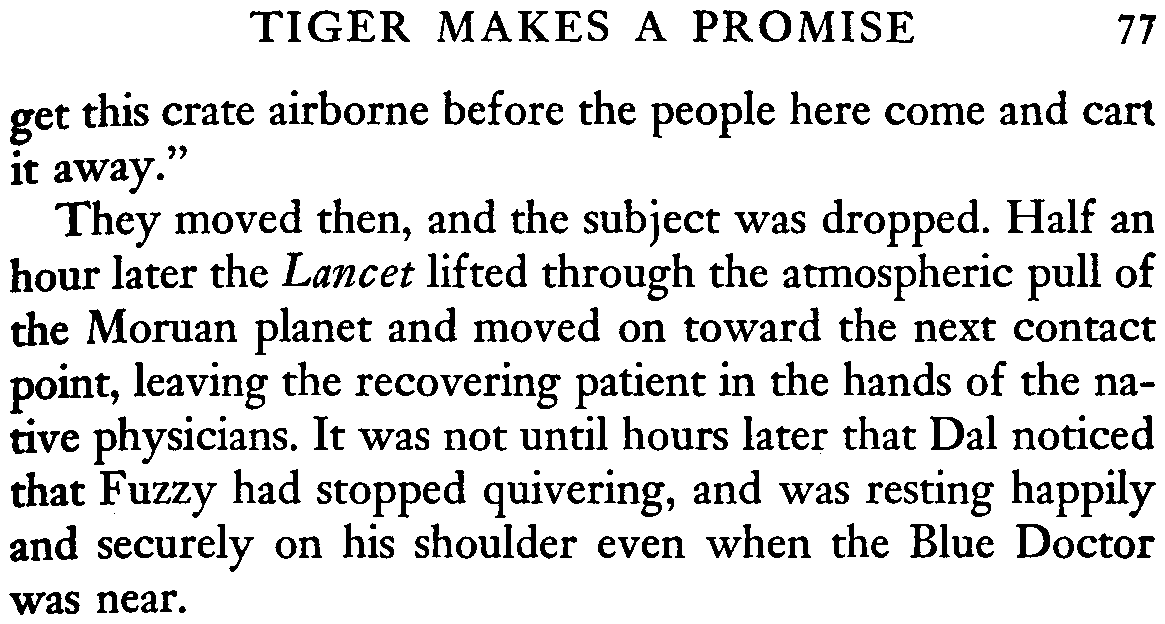 TIGER MAKES A PROMISE 77
get this crate airborne before the people here come and cart
it away.”
They moved then, and the subject was dropped. Half an
hour later the Lancet lifted through the atmospheric pull of
the Moruan planet and moved on toward the next contact
point, leaving the recovering patient in the hands of the na-
tive physicians. It was not until hours later that Dal noticed
that Fuzzy had stopped quivering, and was resting happily
and securely on his shoulder even when the Blue Doctor
was near.